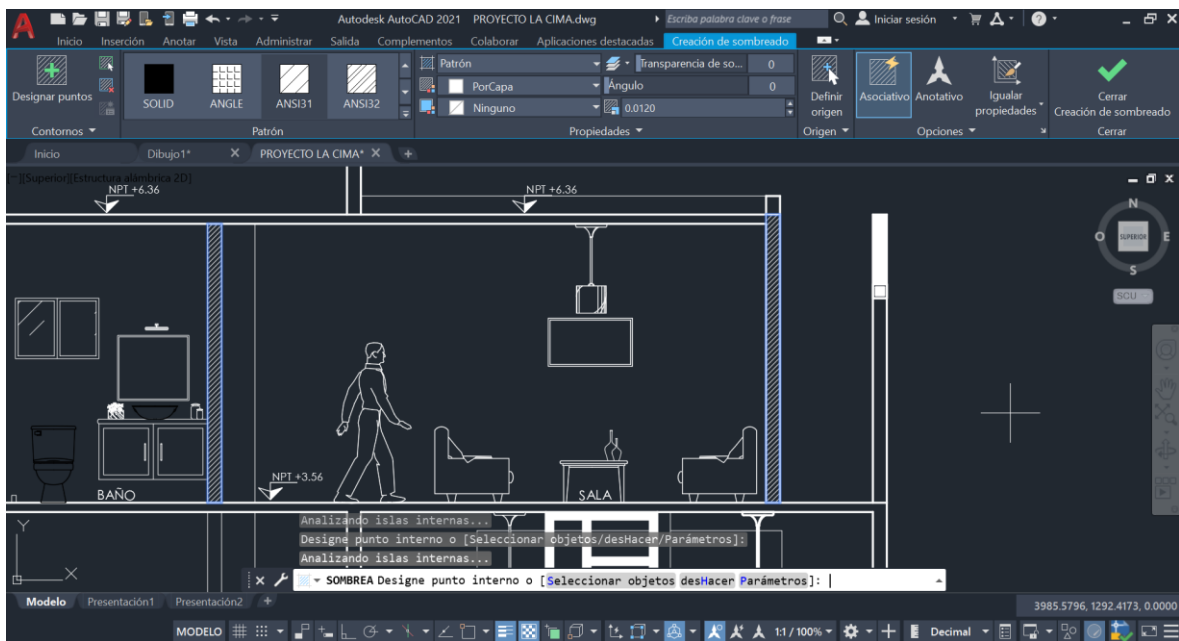 Autodesk AutoCAD 2021 PROYECTO LA CIMA.dwg Escriba palabra clave o frase Iniciar sesión
Inicio Inserción Anotar Vista Administrar Salida Complementos Colaborar Aplicaciones destacadas Creación de sombreado
Designar puntos
SOLID ANGLE ANSI31 ANSI32
Patrón Transparencia de so... 0
PorCapa Ángulo 0
Ninguno 0.0120
Definir origen
Asociativo Anotativo Igualar propiedades
Cerrar Creación de sombreado
Contornos Patrón Propiedades Origen Opciones Cerrar
Inicio Dibujo1* PROYECTO LA CIMA*
[−][Superior][Estructura alámbrica 2D]
NPT +6.36 NPT +6.36
N
O SUPERIOR E
S
SCU
NPT +3.56
BAÑO SALA
Y
X
Analizando islas internas...
Designe punto interno o [Seleccionar objetos/desHacer/Parámetros]:
Analizando islas internas...
SOMBREA Designe punto interno o [Seleccionar objetos desHacer Parámetros]:
Modelo Presentación1 Presentación2 3985.5796, 1292.4173, 0.0000
MODELO 1:1 / 100% Decimal